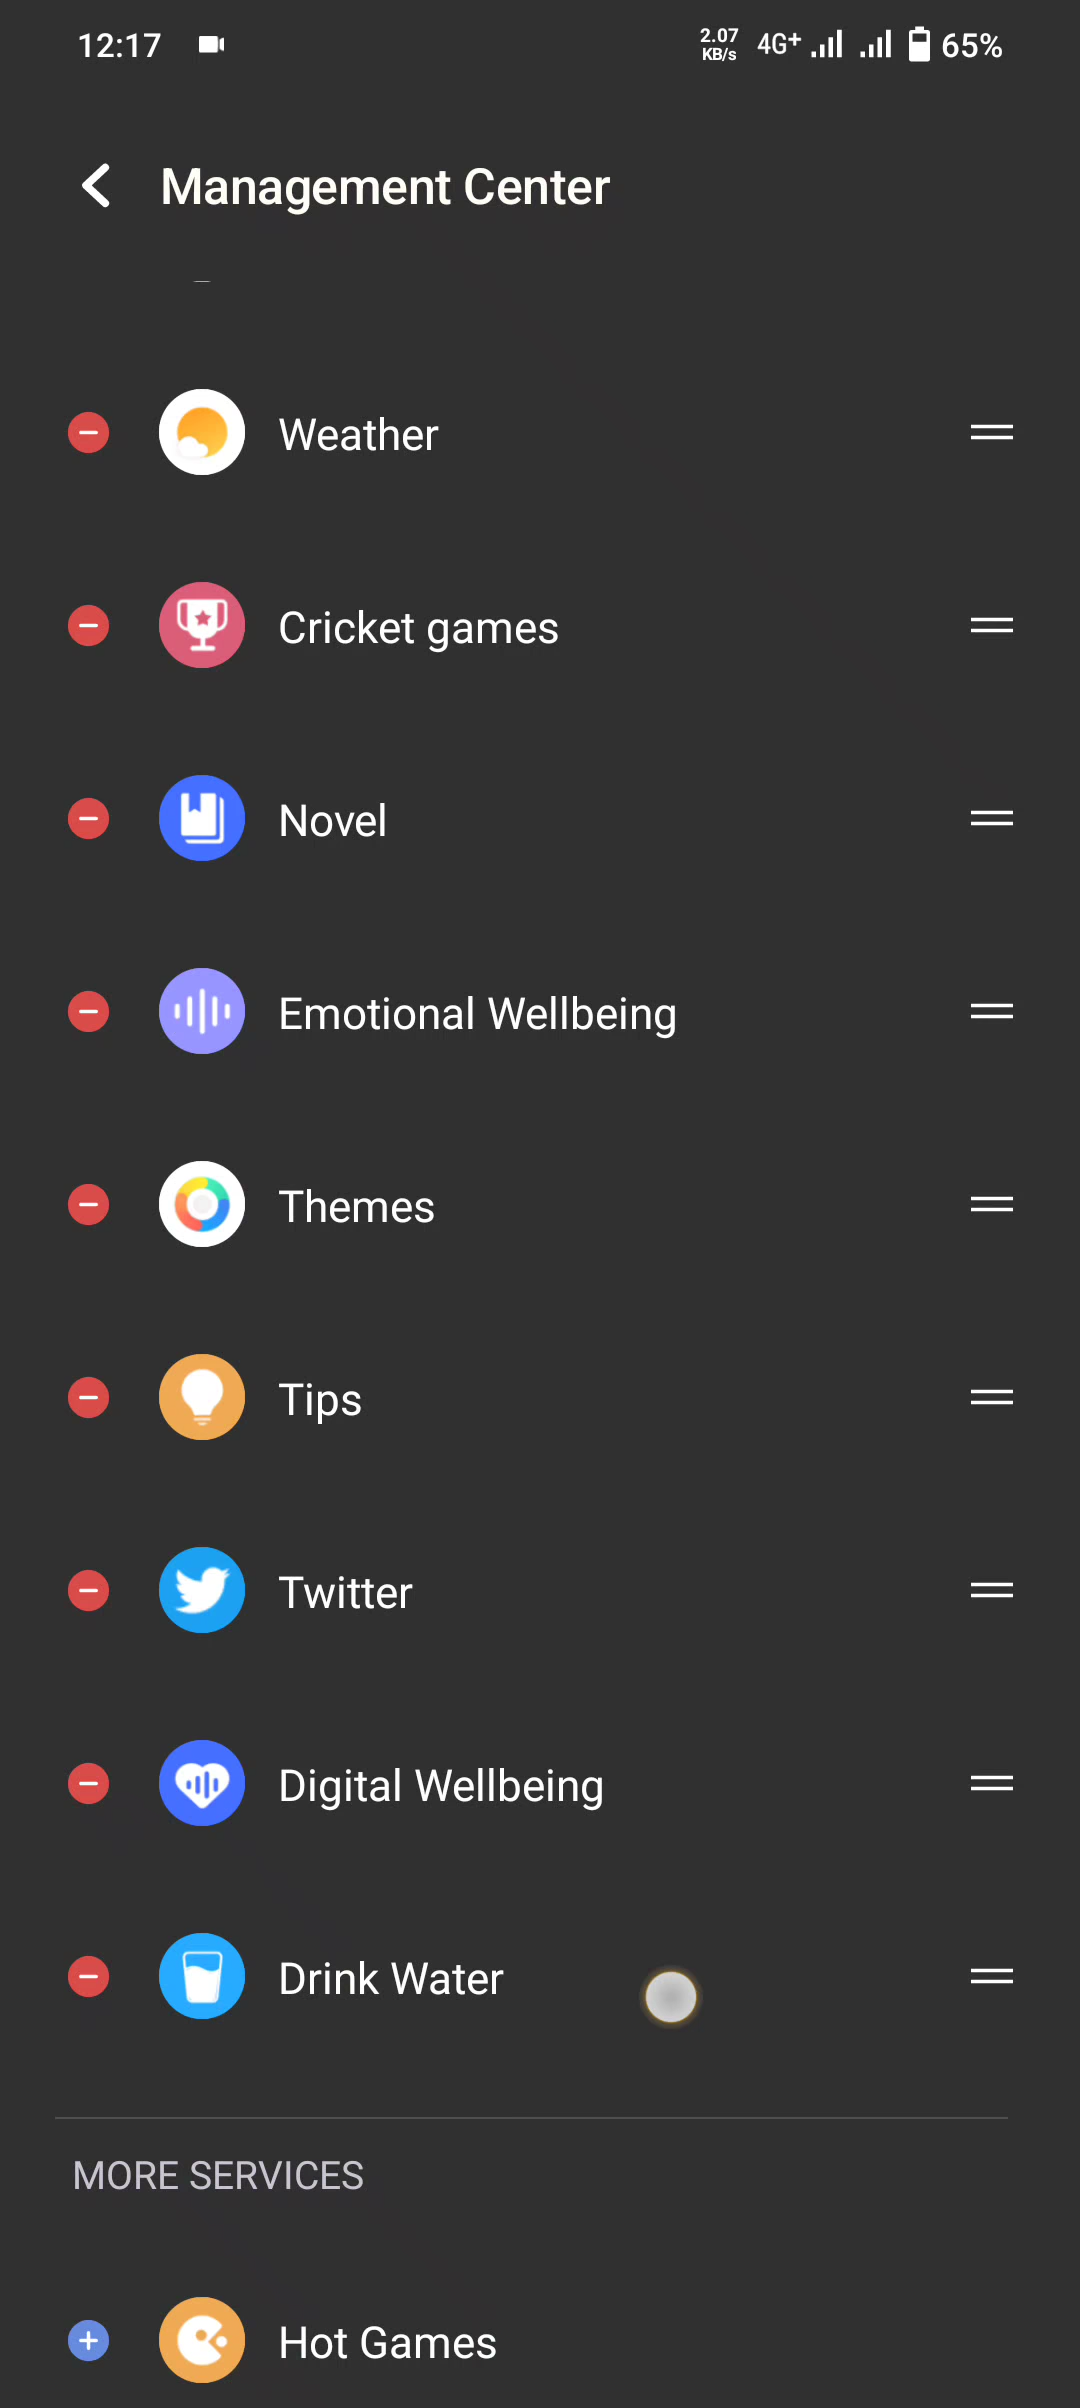 12:17
2.07
KB/s
4G+
65%
Management Center
Weather
Cricket games
Novel
Emotional Wellbeing
Themes
Tips
Twitter
Digital Wellbeing
Drink Water
MORE SERVICES
Hot Games